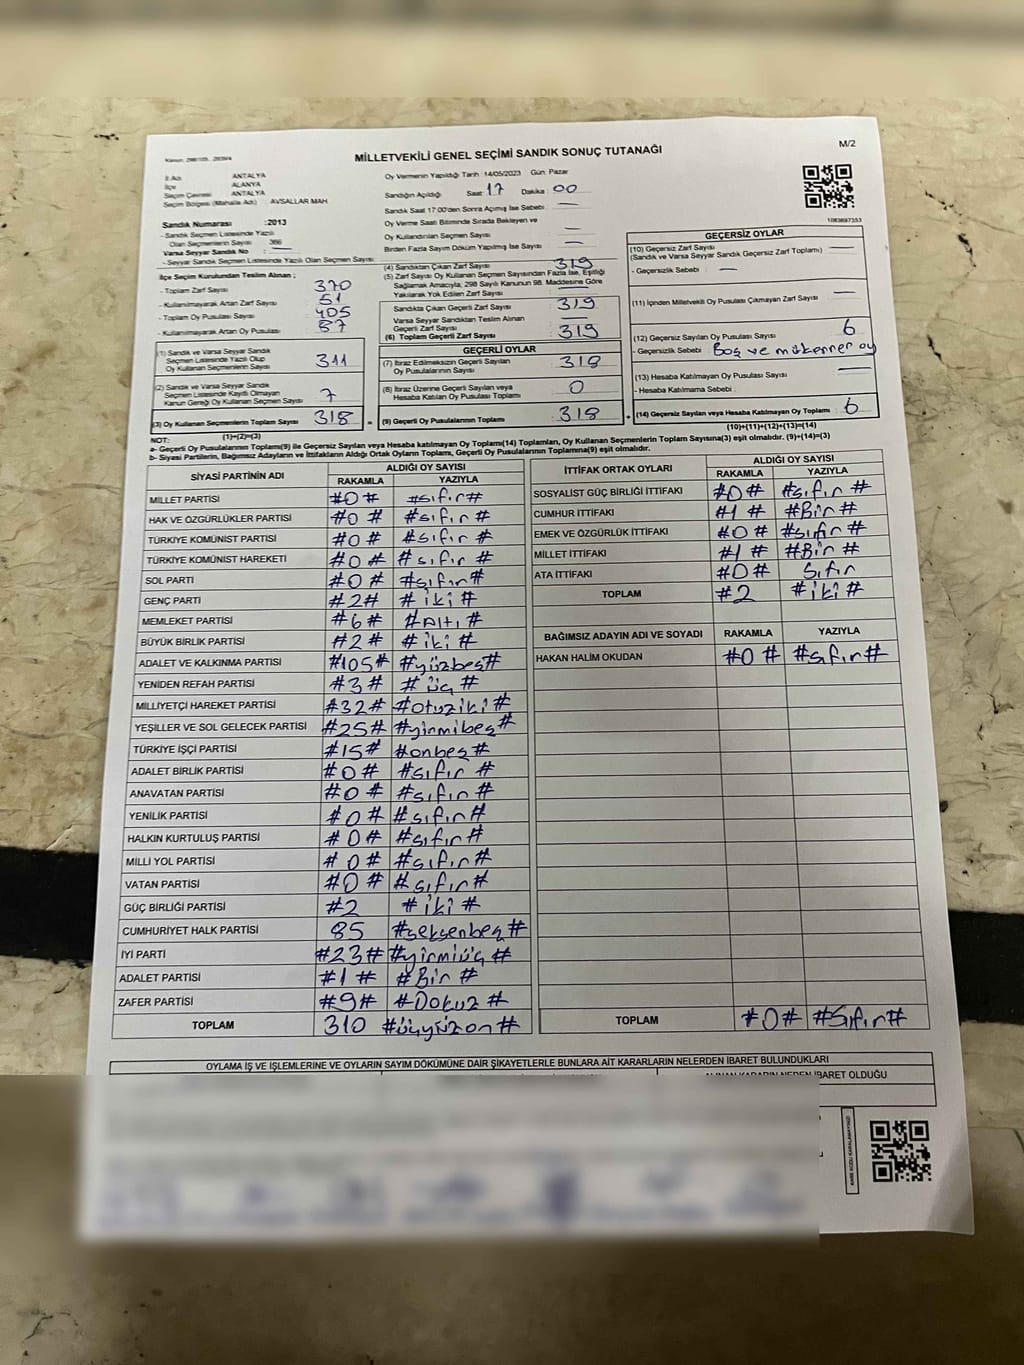 MİLLETVEKİLİ GENEL SEÇİMİ SANDIK SONUÇ TUTANAĞI
M/2
İl Adı ANTALYA
İlçe ALANYA
Seçim Çevresi ANTALYA
Seçim Bölgesi (Mahalle Adı) : AVSALLAR MAH.
Oy Vermenin Yapıldığı Tarih 14/05/2023 Gün: Pazar
Sandığın Açıldığı Saat 17 Dakika : 00
Sandık Saat 17:00'den Sonra Açılmış İse Sebebi : —
Oy Verme Saati Bitiminde Sırada Bekleyen ve
Oy Kullandırılan Seçmen Sayısı —
Birden Fazla Sayım Döküm Yapılmış İse Sayısı —
1083697353
Sandık Numarası : 2013
- Sandık Seçmen Listesinde Yazılı
Olan Seçmenlerin Sayısı 366
Varsa Seyyar Sandık No —
- Seyyar Sandık Seçmen Listesinde Yazılı Olan Seçmen Sayısı
İlçe Seçim Kurulundan Teslim Alınan ;
- Toplam Zarf Sayısı : 370
- Kullanılmayarak Artan Zarf Sayısı : 51
- Toplam Oy Pusulası Sayısı : 405
- Kullanılmayarak Artan Oy Pusulası : 87
(1) Sandık ve Varsa Seyyar Sandık
Seçmen Listesinde Yazılı Olup
Oy Kullanan Seçmen Sayısı : 311
(2) Sandık ve Varsa Seyyar Sandık
Seçmen Listesinde Kayıtlı Olmayan
Kanun Gereği Oy Kullanan Seçmen Sayısı : 7
(3) Oy Kullanan Seçmenlerin Toplam Sayısı : 318
(1)+(2)=(3)
(4) Sandıktan Çıkan Zarf Sayısı : 319
(5) Zarf Sayısı Oy Kullanan Seçmen Sayısından Fazla İse, Eşitliği
Sağlamak Amacıyla, 298 Sayılı Kanunun 98. Maddesine Göre
Yakılarak Yok Edilen Zarf Sayısı —
Sandıkta Çıkan Geçerli Zarf Sayısı : 319
Varsa Seyyar Sandıktan Teslim Alınan
Geçerli Zarf Sayısı : —
(6) Toplam Geçerli Zarf Sayısı : 319
GEÇERLİ OYLAR
(7) İtiraz Edilmeksizin Geçerli Sayılan
Oy Pusulalarının Sayısı : 318
(8) İtiraz Üzerine Geçerli Sayılan veya
Hesaba Katılan Oy Pusulası Toplamı : 0
(9) Geçerli Oy Pusulalarının Toplamı : 318
GEÇERSİZ OYLAR
(10) Geçersiz Zarf Sayısı —
(Sandık ve Varsa Seyyar Sandık Geçersiz Zarf Toplamı) :
- Geçersizlik Sebebi : —
(11) İçinden Milletvekili Oy Pusulası Çıkmayan Zarf Sayısı : —
(12) Geçersiz Sayılan Oy Pusulası Sayısı : 6
- Geçersizlik Sebebi : Boş ve mükerrer oy
(13) Hesaba Katılmayan Oy Pusulası Sayısı : —
- Hesaba Katılmama Sebebi :
(14) Geçersiz Sayılan veya Hesaba Katılmayan Oy Toplamı : 6
(10)+(11)+(12)+(13)=(14)
NOT:
a- Geçerli Oy Pusulalarının Toplamı(9) ile Geçersiz Sayılan veya Hesaba katılmayan Oy Toplamı(14) Toplamları, Oy Kullanan Seçmenlerin Toplam Sayısına(3) eşit olmalıdır. (9)+(14)=(3)
b- Siyasi Partilerin, Bağımsız Adayların ve İttifakların Aldığı Ortak Oyların Toplamı, Geçerli Oy Pusulalarının Toplamına(9) eşit olmalıdır.
SİYASİ PARTİNİN ADI ALDIĞI OY SAYISI
RAKAMLA YAZIYLA
MİLLET PARTİSİ #0# #sıfır#
HAK VE ÖZGÜRLÜKLER PARTİSİ #0# #sıfır#
TÜRKİYE KOMÜNİST PARTİSİ #0# #sıfır#
TÜRKİYE KOMÜNİST HAREKETİ #0# #sıfır#
SOL PARTİ #0# #sıfır#
GENÇ PARTİ #2# #iki#
MEMLEKET PARTİSİ #6# #Altı#
BÜYÜK BİRLİK PARTİSİ #2# #iki#
ADALET VE KALKINMA PARTİSİ #105# #yüzbeş#
YENİDEN REFAH PARTİSİ #3# #üç#
MİLLİYETÇİ HAREKET PARTİSİ #32# #otuziki#
YEŞİLLER VE SOL GELECEK PARTİSİ #25# #yirmibeş#
TÜRKİYE İŞÇİ PARTİSİ #15# #onbeş#
ADALET BİRLİK PARTİSİ #0# #sıfır#
ANAVATAN PARTİSİ #0# #sıfır#
YENİLİK PARTİSİ #0# #sıfır#
HALKIN KURTULUŞ PARTİSİ #0# #sıfır#
MİLLİ YOL PARTİSİ #0# #sıfır#
VATAN PARTİSİ #0# #sıfır#
GÜÇ BİRLİĞİ PARTİSİ #2 #iki#
CUMHURİYET HALK PARTİSİ 85 #seksenbeş#
İYİ PARTİ #23# #yirmiüç#
ADALET PARTİSİ #1# #Bir#
ZAFER PARTİSİ #9# #Dokuz#
TOPLAM 310 #üçyüzon#
İTTİFAK ORTAK OYLARI ALDIĞI OY SAYISI
RAKAMLA YAZIYLA
SOSYALİST GÜÇ BİRLİĞİ İTTİFAKI #0# #sıfır#
CUMHUR İTTİFAKI #1# #Bir#
EMEK VE ÖZGÜRLÜK İTTİFAKI #0# #sıfır#
MİLLET İTTİFAKI #1# #Bir#
ATA İTTİFAKI #0# sıfır
TOPLAM #2 #iki#
BAĞIMSIZ ADAYIN ADI VE SOYADI RAKAMLA YAZIYLA
HAKAN HALİM OKUDAN #0# #sıfır#
TOPLAM #0# #Sıfır#
OYLAMA İŞ VE İŞLEMLERİNE VE OYLARIN SAYIM DÖKÜMÜNE DAİR ŞİKAYETLERLE BUNLARA AİT KARARLARIN NELERDEN İBARET BULUNDUKLARI
ALINAN KARARIN NEDEN İBARET OLDUĞU
KARE KODU KARALAMAYINIZ!